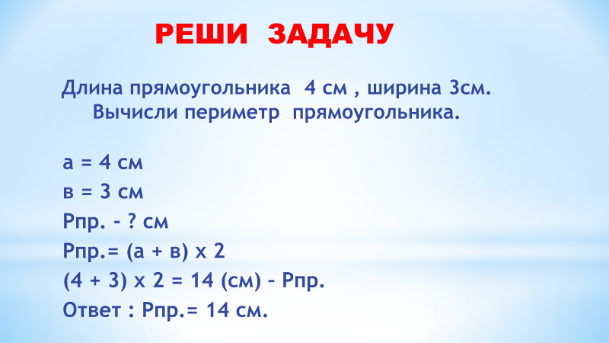 РЕШИ ЗАДАЧУ
Длина прямоугольника 4 см , ширина 3см.
Вычисли периметр прямоугольника.
а = 4 см
в = 3 см
Рпр. - ? см
Рпр.= (а + в) х 2
(4 + 3) х 2 = 14 (см) – Рпр.
Ответ : Рпр.= 14 см.